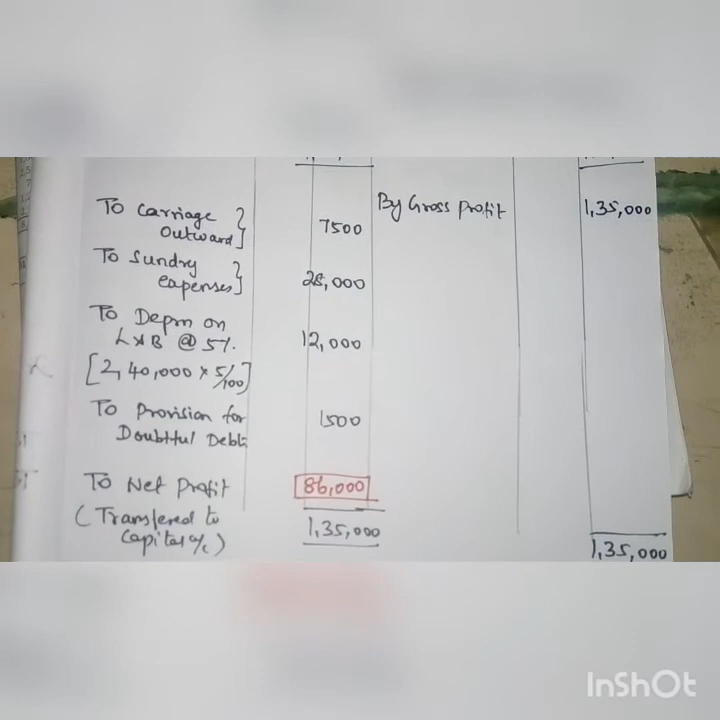 To Carriage Outward 7500 By Gross Profit 1,35,000
To Sundry expenses 28,000
To Deprn on
L&B @ 5%. 12,000
[2,40,000 × 5/100]
To Provision for
Doubtful Debts 1500
To Net Profit 86,000
(Transfered to
Capital a/c) 1,35,000 1,35,000
InShOt